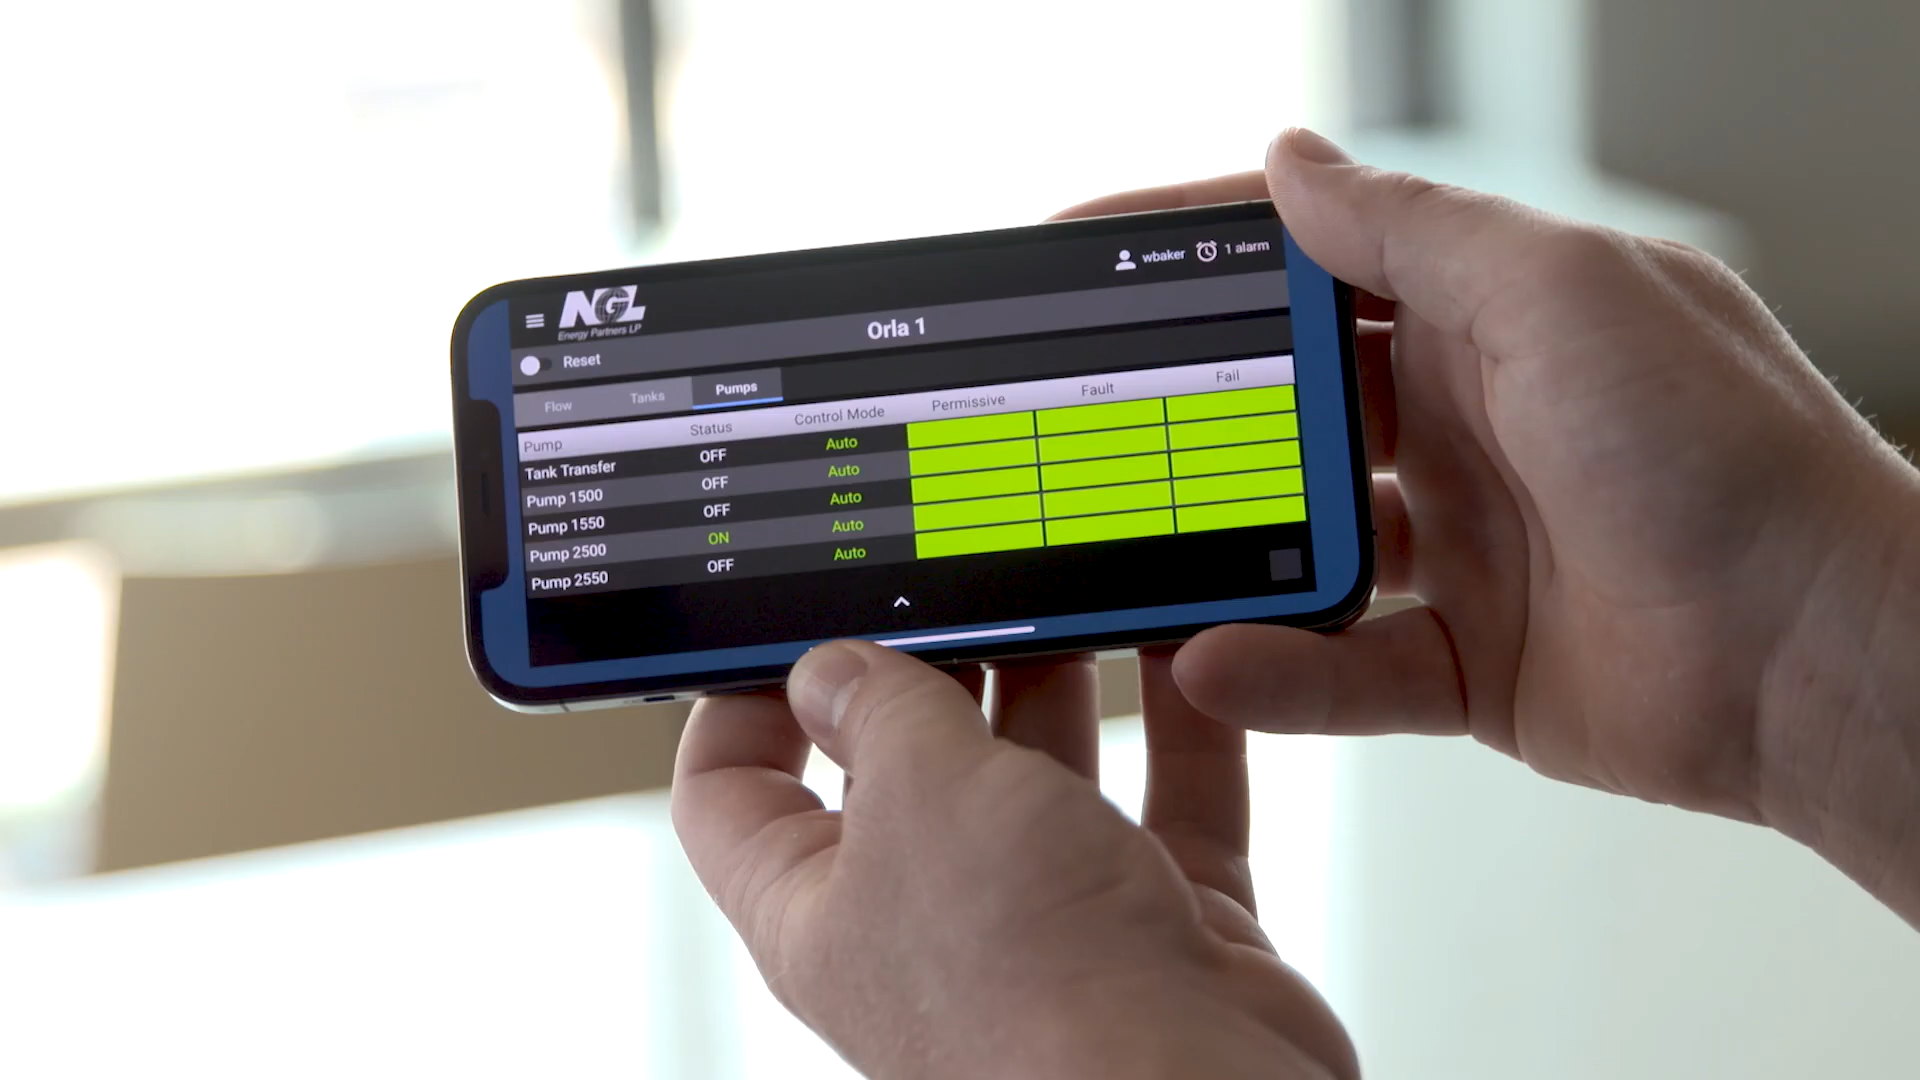 wbaker 1 alarm
NGL
Energy Partners LP
Orla 1
Reset
Flow Tanks Pumps
Pump Status Control Mode Permissive Fault Fail
Tank Transfer OFF Auto
Pump 1500 OFF Auto
Pump 1550 OFF Auto
Pump 2500 ON Auto
Pump 2550 OFF Auto